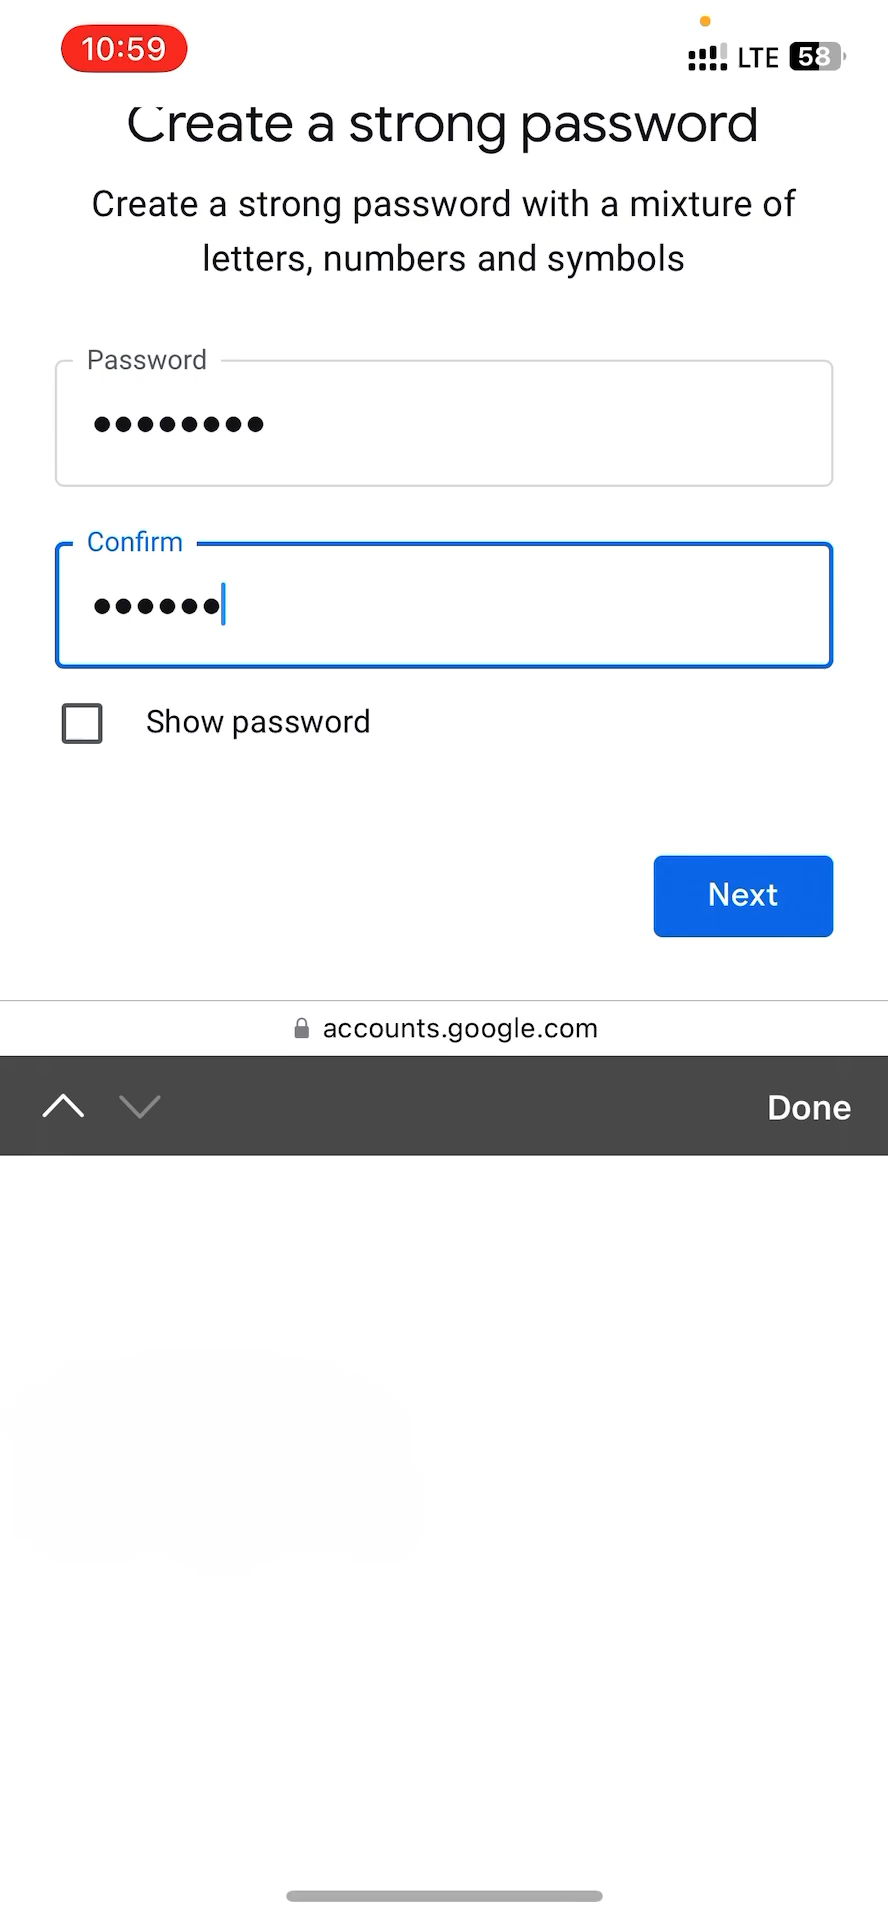 10:59
LTE 58
Create a strong password
Create a strong password with a mixture of
letters, numbers and symbols
Password
••••••••
Confirm
••••••
Show password
Next
accounts.google.com
Done